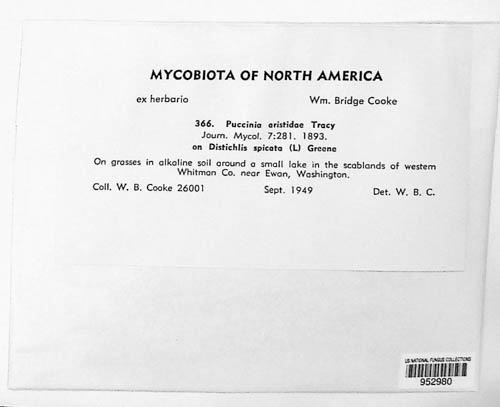 MYCOBIOTA OF NORTH AMERICA
ex herbario Wm. Bridge Cooke
366. Puccinia aristidae Tracy
Journ. Mycol. 7:281. 1893.
on Distichlis spicata (L) Greene
On grasses in alkaline soil around a small lake in the scablands of western
Whitman Co. near Ewan, Washington.
Coll. W. B. Cooke 26001 Sept. 1949 Det. W. B. C.
US NATIONAL FUNGUS COLLECTIONS
952980